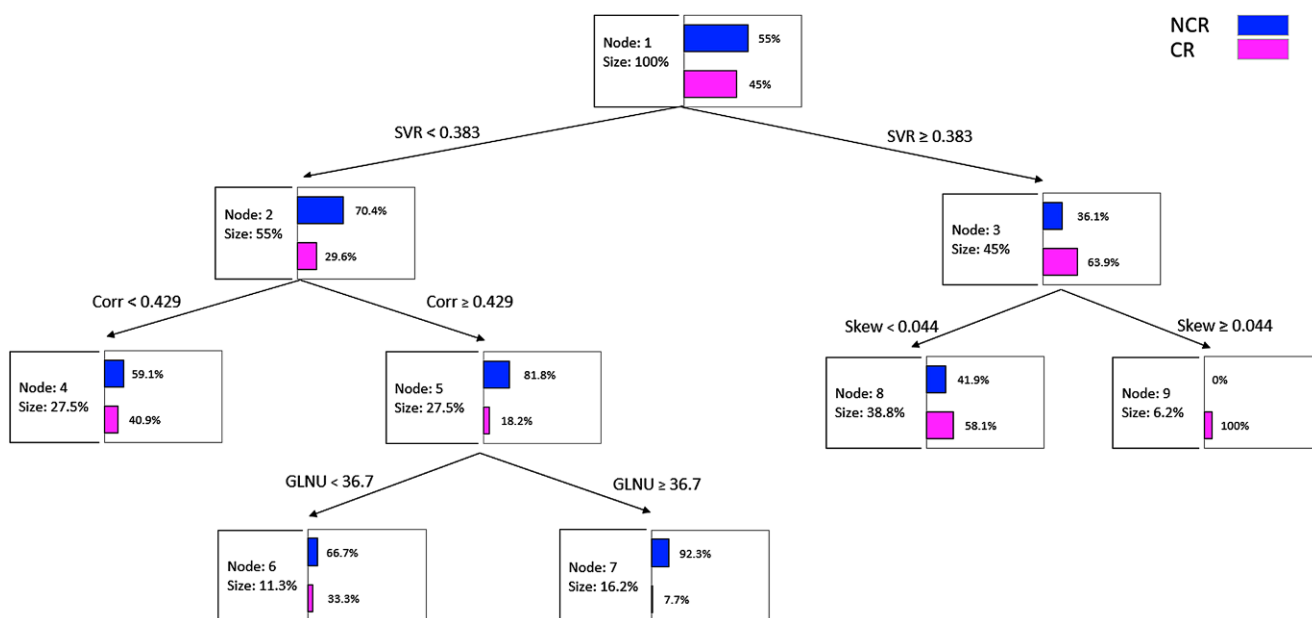 NCR
CR
Node: 1
Size: 100%
55%
45%
SVR < 0.383
SVR ≥ 0.383
Node: 2
Size: 55%
70.4%
29.6%
Node: 3
Size: 45%
36.1%
63.9%
Corr < 0.429
Corr ≥ 0.429
Skew < 0.044
Skew ≥ 0.044
Node: 4
Size: 27.5%
59.1%
40.9%
Node: 5
Size: 27.5%
81.8%
18.2%
Node: 8
Size: 38.8%
41.9%
58.1%
Node: 9
Size: 6.2%
0%
100%
GLNU < 36.7
GLNU ≥ 36.7
Node: 6
Size: 11.3%
66.7%
33.3%
Node: 7
Size: 16.2%
92.3%
7.7%